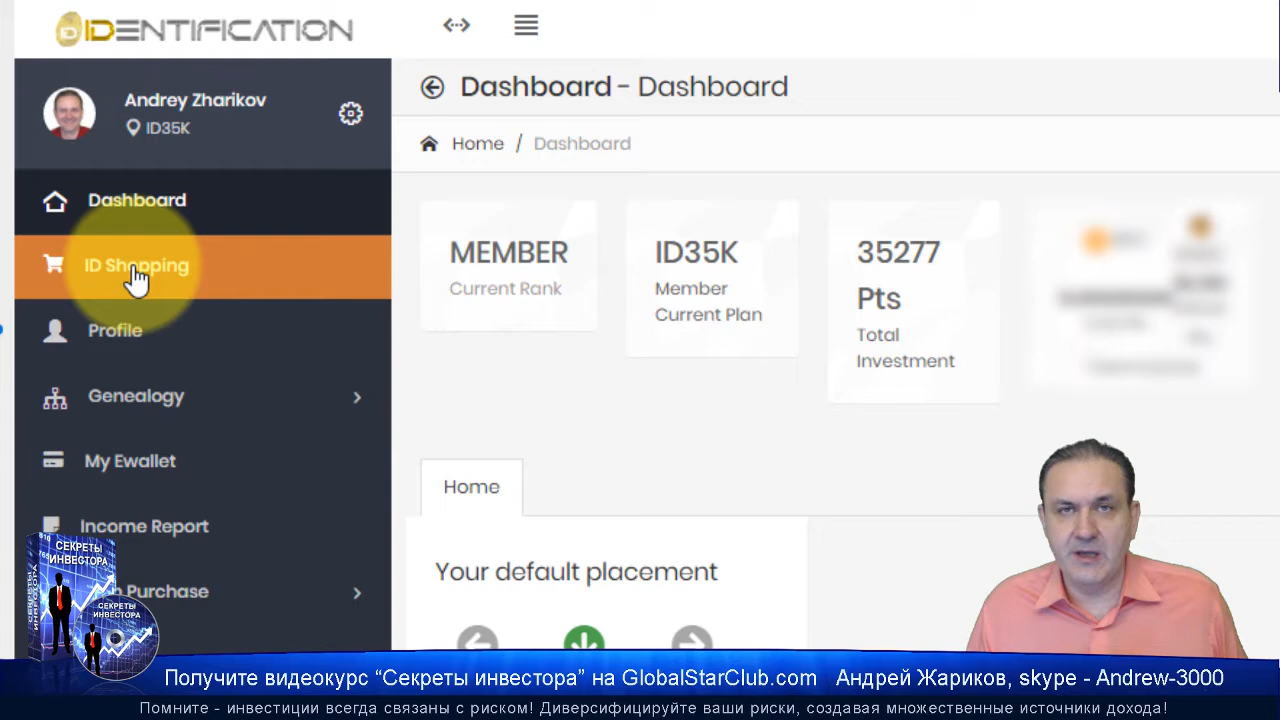 IDENTIFICATION
Andrey Zharikov
ID35K
Dashboard - Dashboard
Home / Dashboard
Dashboard
ID Shopping
Profile
Genealogy
My Ewallet
Income Report
Purchase
MEMBER
Current Rank
ID35K
Member
Current Plan
35277
Pts
Total
Investment
Home
Your default placement
СЕКРЕТЫ
ИНВЕСТОРА
СЕКРЕТЫ
ИНВЕСТОРА
Получите видеокурс “Секреты инвестора” на GlobalStarClub.com Андрей Жариков, skype - Andrew-3000
Помните - инвестиции всегда связаны с риском! Диверсифицируйте ваши риски, создавая множественные источники дохода!